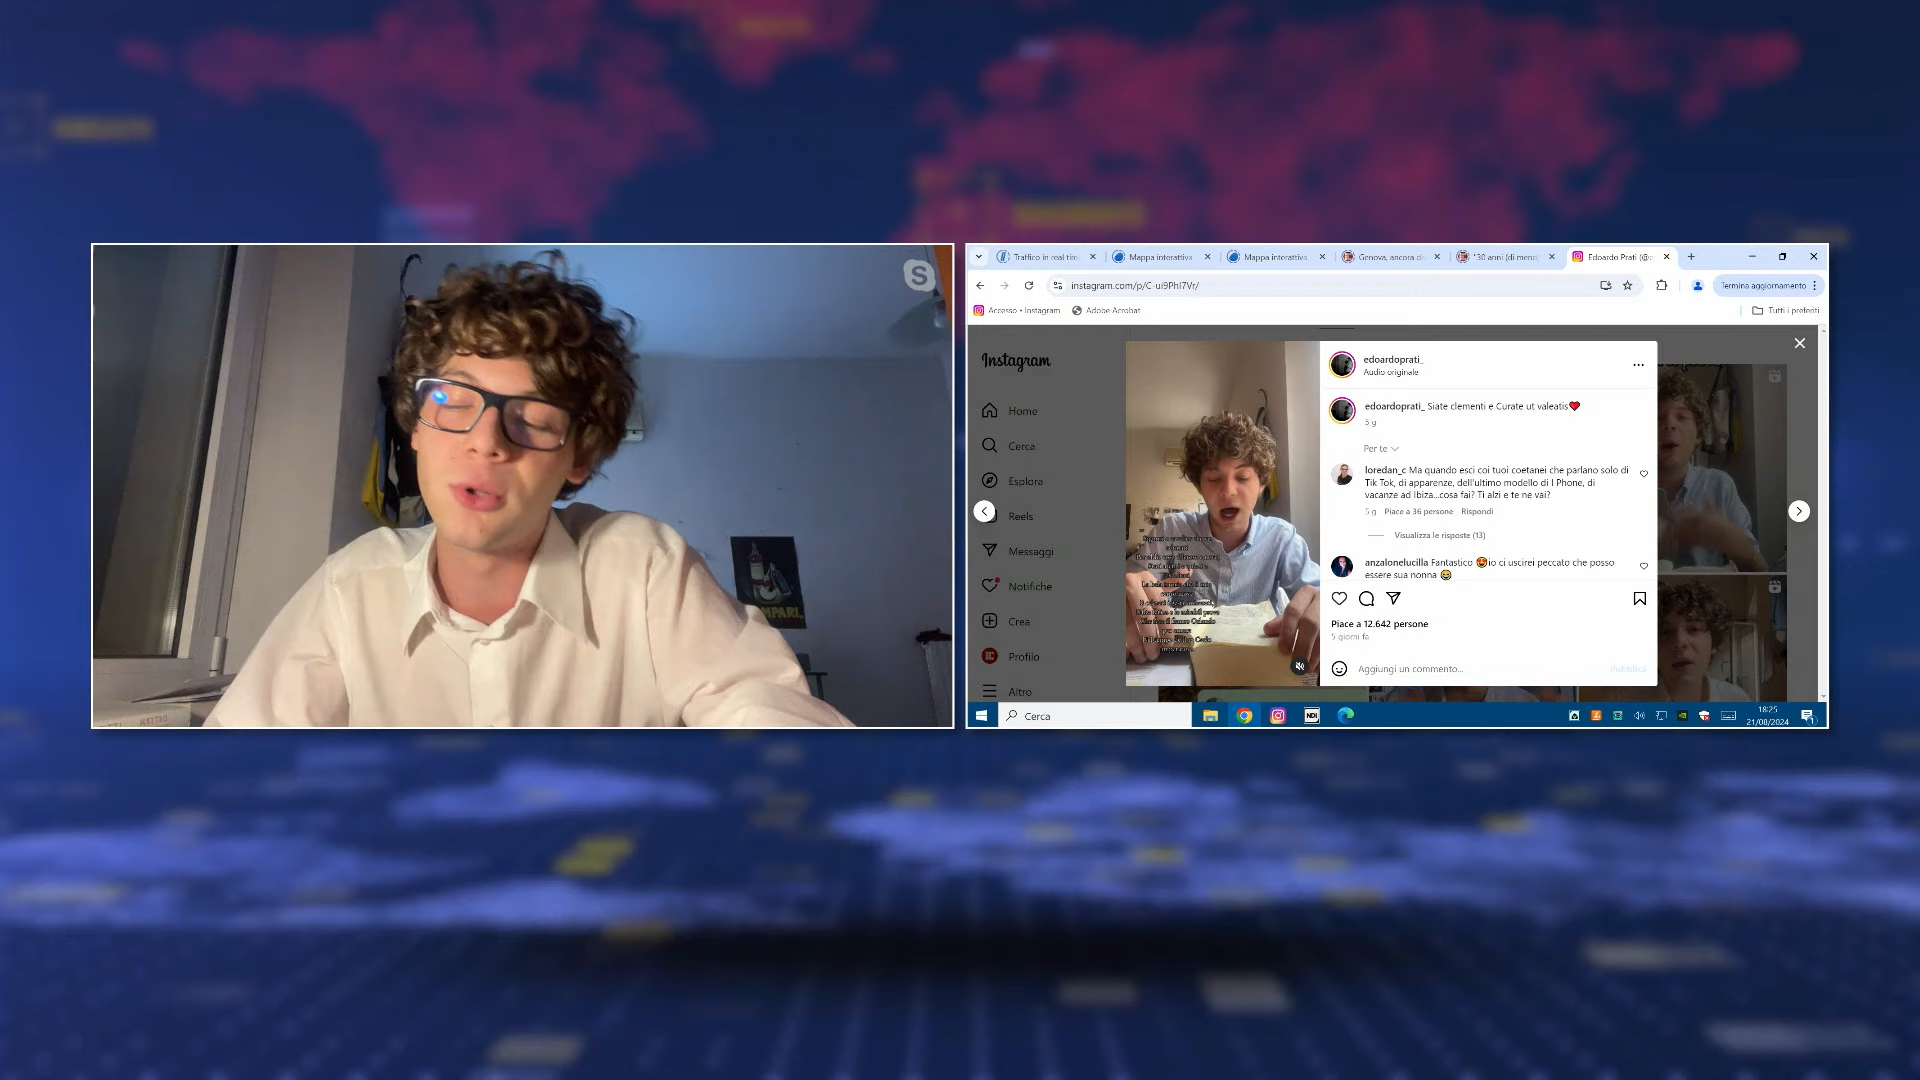 Traffico in real tim
Mappa interattiva
Mappa interattiva
Genova, ancora di
"30 anni (di meno)
Edoardo Prati (@e
instagram.com/p/C-ui9PhI7Vr/
Termina aggiornamento
Accesso • Instagram
Adobe Acrobat
Tutti i preferiti
Instagram
Home
Cerca
Esplora
Reels
Messaggi
Notifiche
Crea
Profilo
Altro
edoardoprati_
Audio originale
edoardoprati_ Siate clementi e Curate ut valeatis❤️
5 g
Per te
loredan_c Ma quando esci coi tuoi coetanei che parlano solo di
Tik Tok, di apparenze, dell'ultimo modello di I Phone, di
vacanze ad Ibiza...cosa fai? Ti alzi e te ne vai?
5 g Piace a 36 persone Rispondi
Visualizza le risposte (13)
anzalonelucilla Fantastico 😍io ci uscirei peccato che posso
essere sua nonna 😂
Piace a 12.642 persone
5 giorni fa
Aggiungi un commento...
Pubblica
Cerca
NDI
18:25
21/08/2024
MPARI